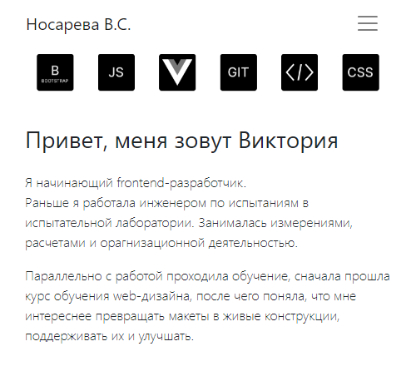 Носарева В.С.
B JS GIT </> CSS
BOOTSTRAP
Привет, меня зовут Виктория
Я начинающий frontend-разработчик.
Раньше я работала инженером по испытаниям в
испытательной лаборатории. Занималась измерениями,
расчетами и орагнизационной деятельностью.
Параллельно с работой проходила обучение, сначала прошла
курс обучения web-дизайна, после чего поняла, что мне
интереснее превращать макеты в живые конструкции,
поддерживать их и улучшать.